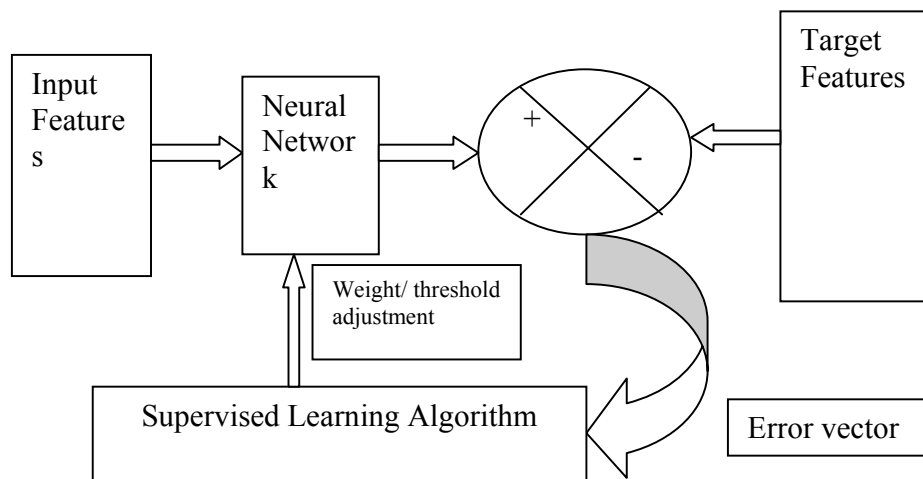 Input
Feature
s
Neural
Networ
k
+
-
Target
Features
Weight/ threshold
adjustment
Supervised Learning Algorithm
Error vector